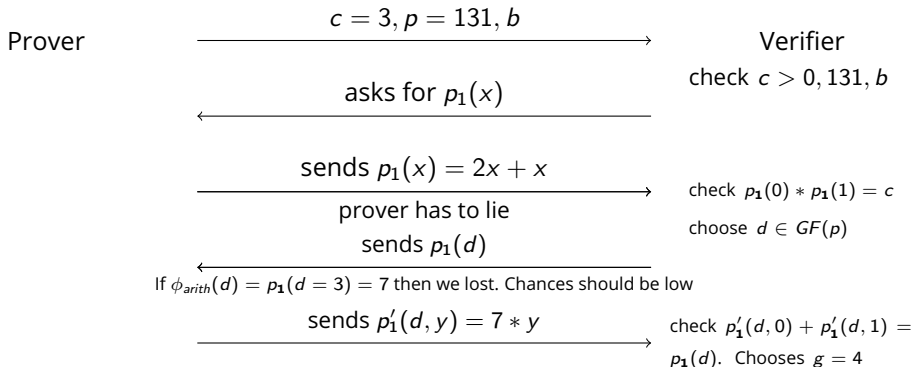 c = 3, p = 131, b
Prover
Verifier
check c > 0, 131, b
asks for p₁(x)
sends p₁(x) = 2x + x
check p₁(0) ∗ p₁(1) = c
prover has to lie
choose d ∈ GF(p)
sends p₁(d)
If ϕ_arith(d) = p₁(d = 3) = 7 then we lost. Chances should be low
sends p′₁(d, y) = 7 ∗ y
check p′₁(d, 0) + p′₁(d, 1) =
p₁(d). Chooses g = 4